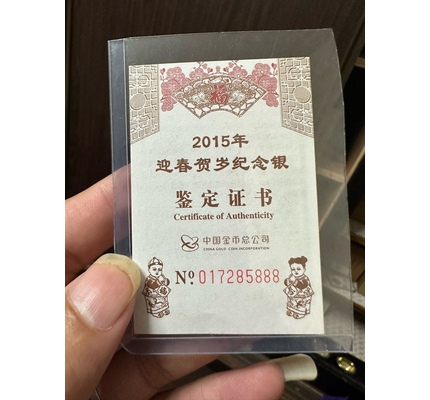 福
2015年
迎春贺岁纪念银
鉴定证书
Certificate of Authenticity
中国金币总公司
CHINA GOLD COIN INCORPORATION
№ 017285888